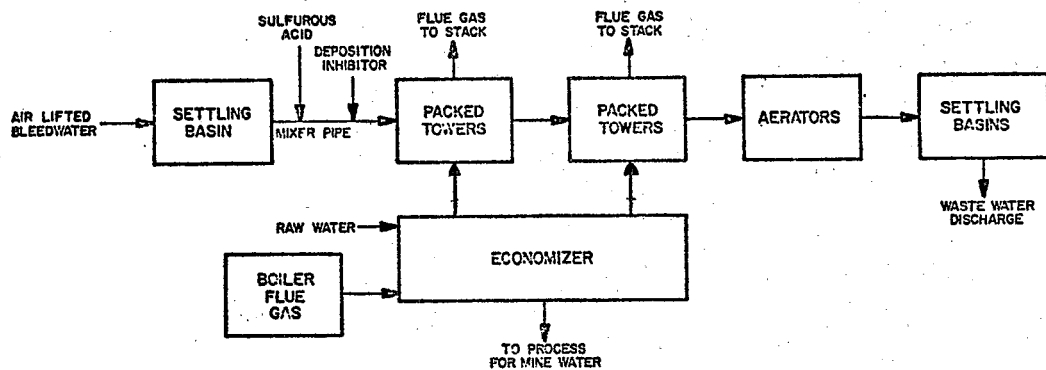 SULFUROUS
ACID
DEPOSITION
INHIBITOR
FLUE GAS
TO STACK
FLUE GAS
TO STACK
AIR LIFTED
BLEEDWATER
SETTLING
BASIN
MIXER PIPE
PACKED
TOWERS
PACKED
TOWERS
AERATORS
SETTLING
BASINS
WASTE WATER
DISCHARGE
RAW WATER
ECONOMIZER
BOILER
FLUE
GAS
TO PROCESS
FOR MINE WATER